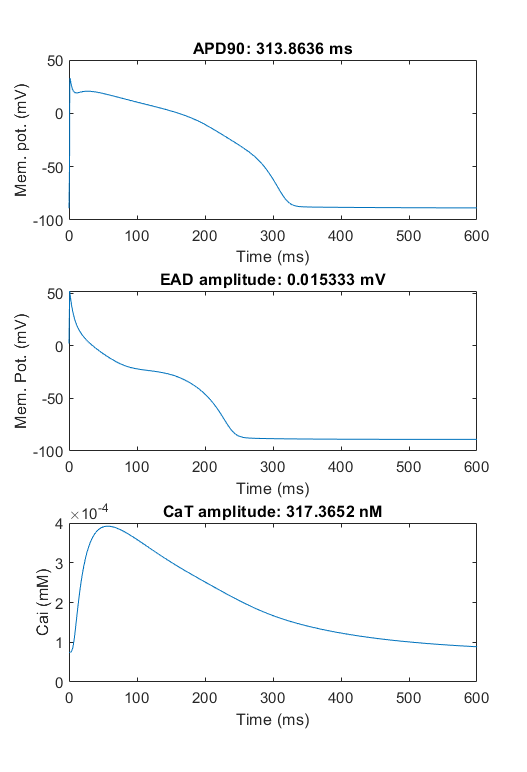 APD90: 313.8636 ms
50
0
-50
-100
Mem. pot. (mV)
0 100 200 300 400 500 600
Time (ms)
EAD amplitude: 0.015333 mV
50
0
-50
-100
Mem. Pot. (mV)
0 100 200 300 400 500 600
Time (ms)
CaT amplitude: 317.3652 nM
×10-4
4
3
2
1
0
Cai (mM)
0 100 200 300 400 500 600
Time (ms)